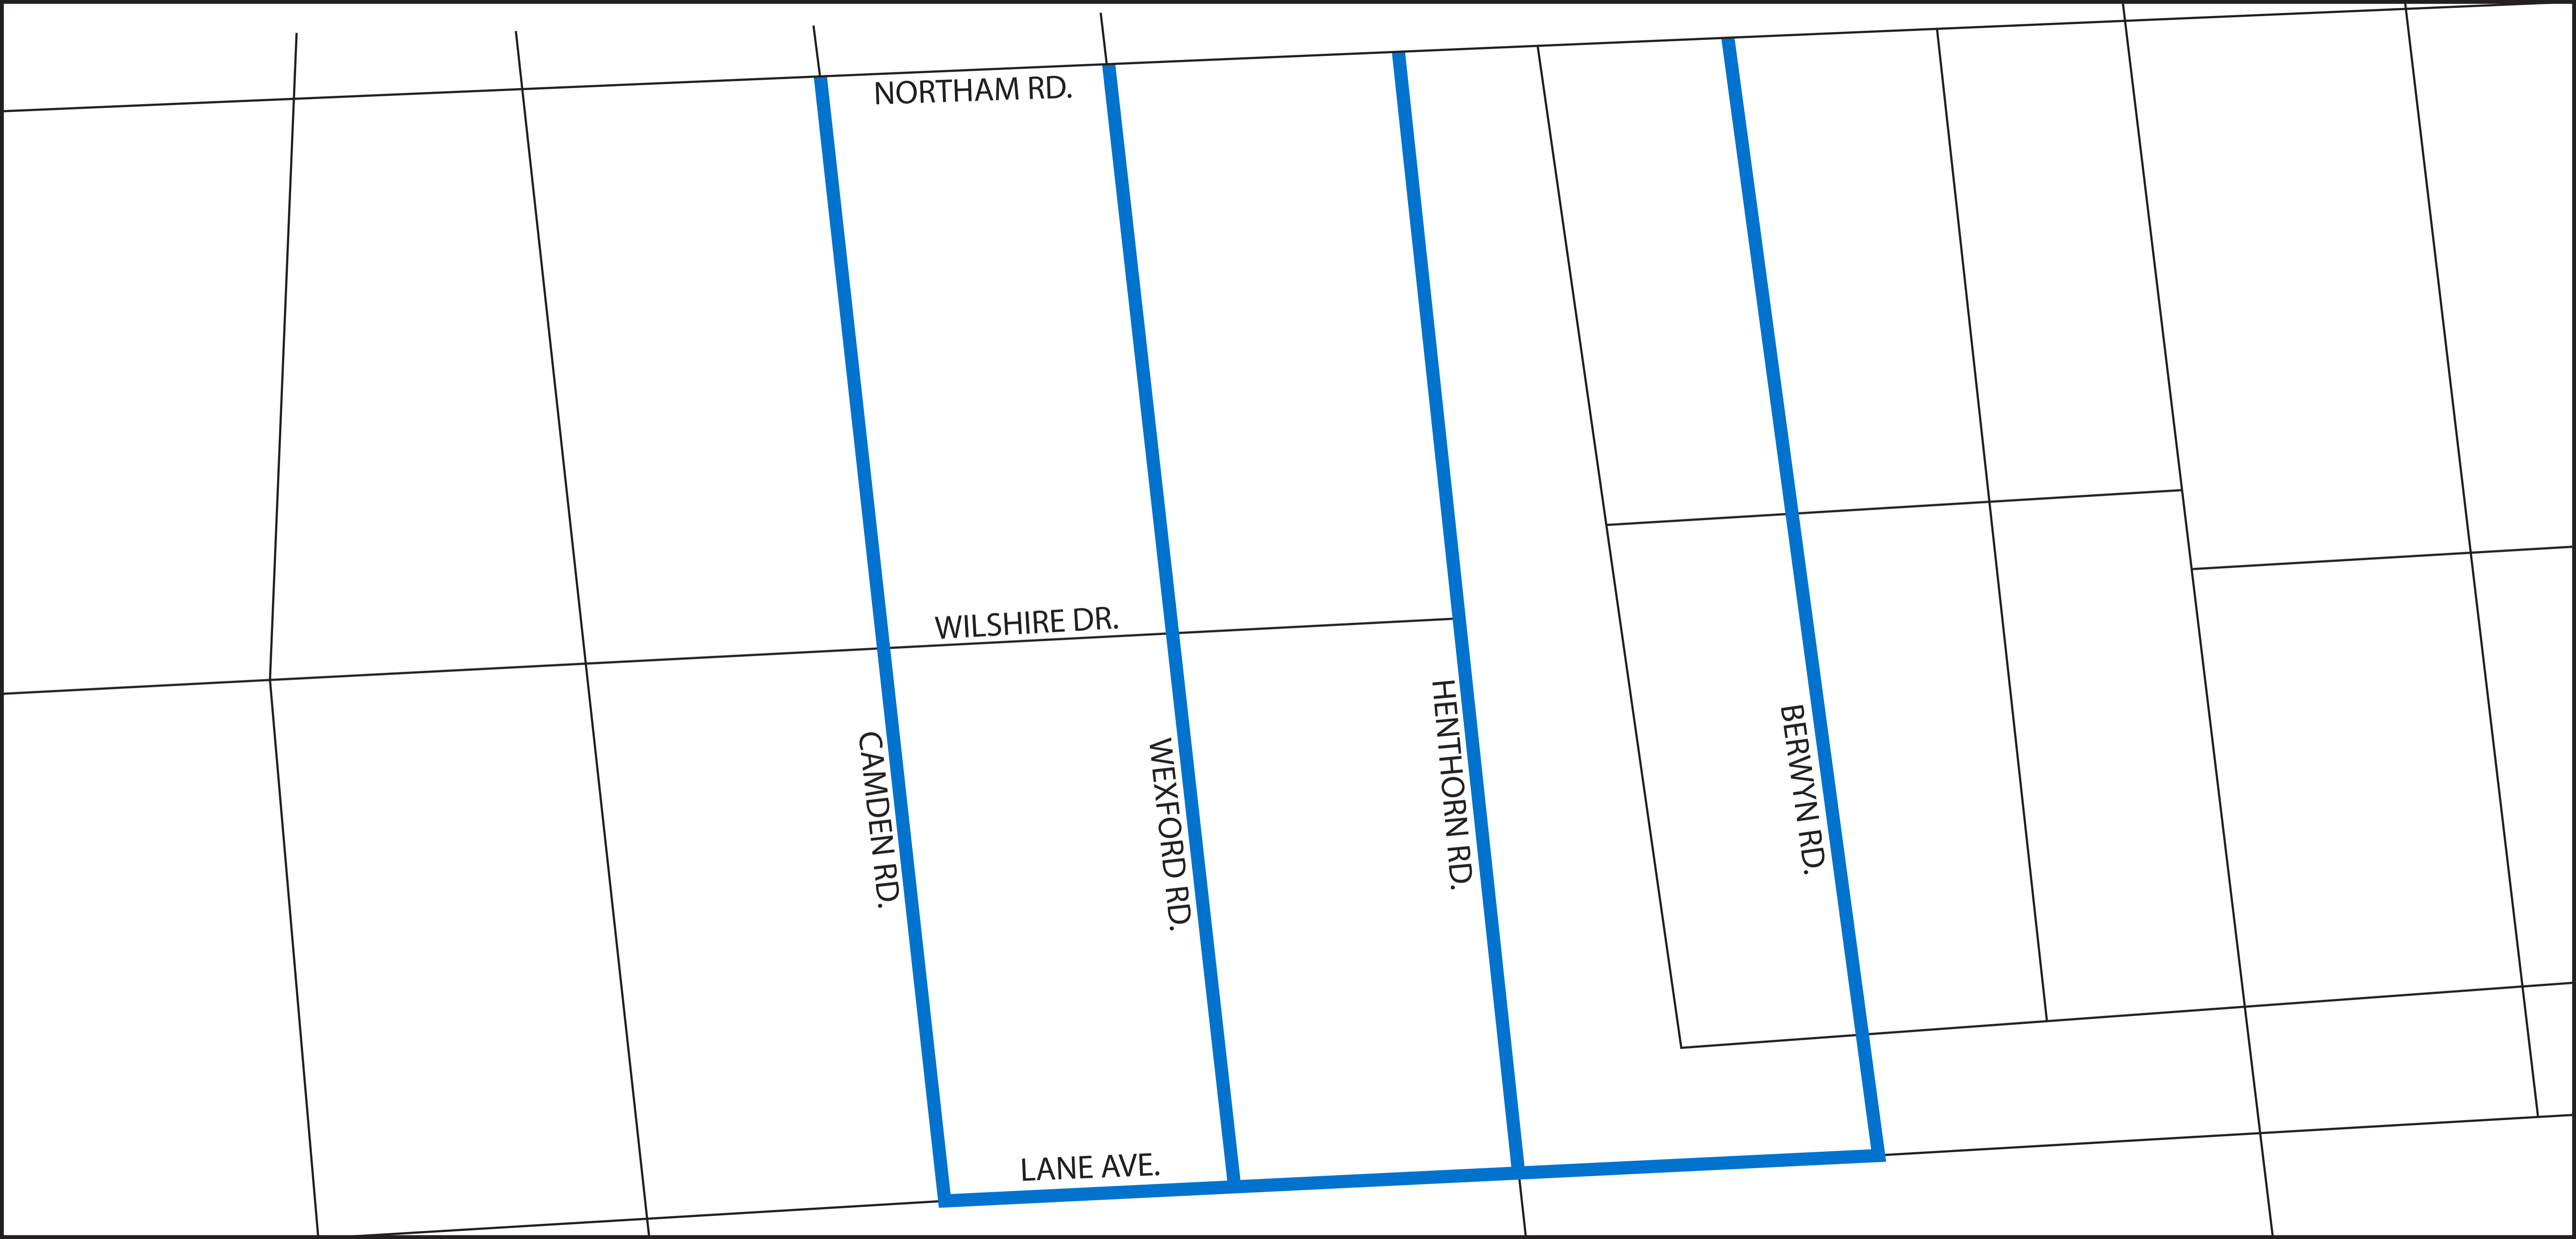 NORTHAM RD.
WILSHIRE DR.
CAMDEN RD.
WEXFORD RD.
HENTHORN RD.
BERWYN RD.
LANE AVE.